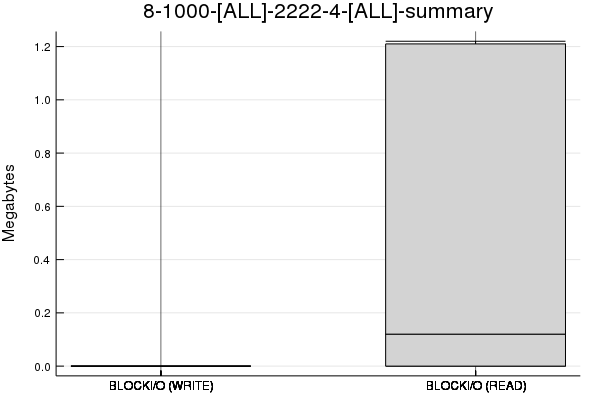 8-1000-[ALL]-2222-4-[ALL]-summary
Megabytes
1.2
1.0
0.8
0.6
0.4
0.2
0.0
BLOCKI/O (WRITE)
BLOCKI/O (READ)